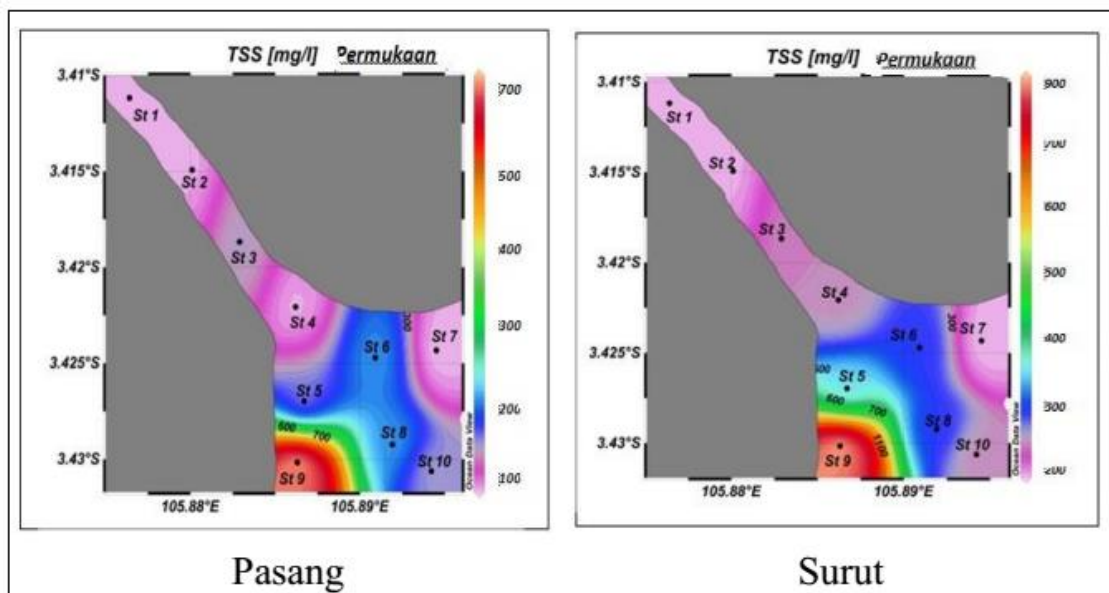 TSS [mg/l] Permukaan
3.41°S
3.415°S
3.42°S
3.425°S
3.43°S
105.88°E
105.89°E
St 1
St 2
St 3
St 4
St 5
St 6
St 7
St 8
St 9
St 10
300
600
700
700
500
400
300
200
100
Ocean Data View
Pasang
TSS [mg/l] Permukaan
3.41°S
3.415°S
3.42°S
3.425°S
3.43°S
105.88°E
105.89°E
St 1
St 2
St 3
St 4
St 5
St 6
St 7
St 8
St 9
St 10
300
600
700
1100
900
700
600
500
400
300
200
Ocean Data View
Surut